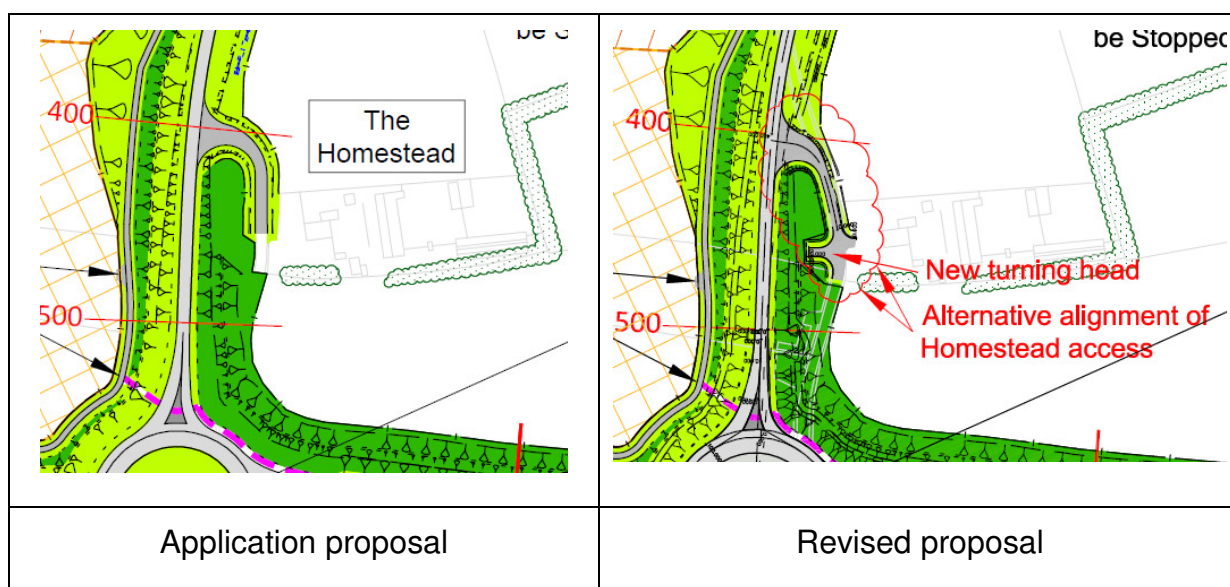 be S
400
The
Homestead
500
be Stopped
400
New turning head
500
Alternative alignment of
Homestead access
Application proposal
Revised proposal